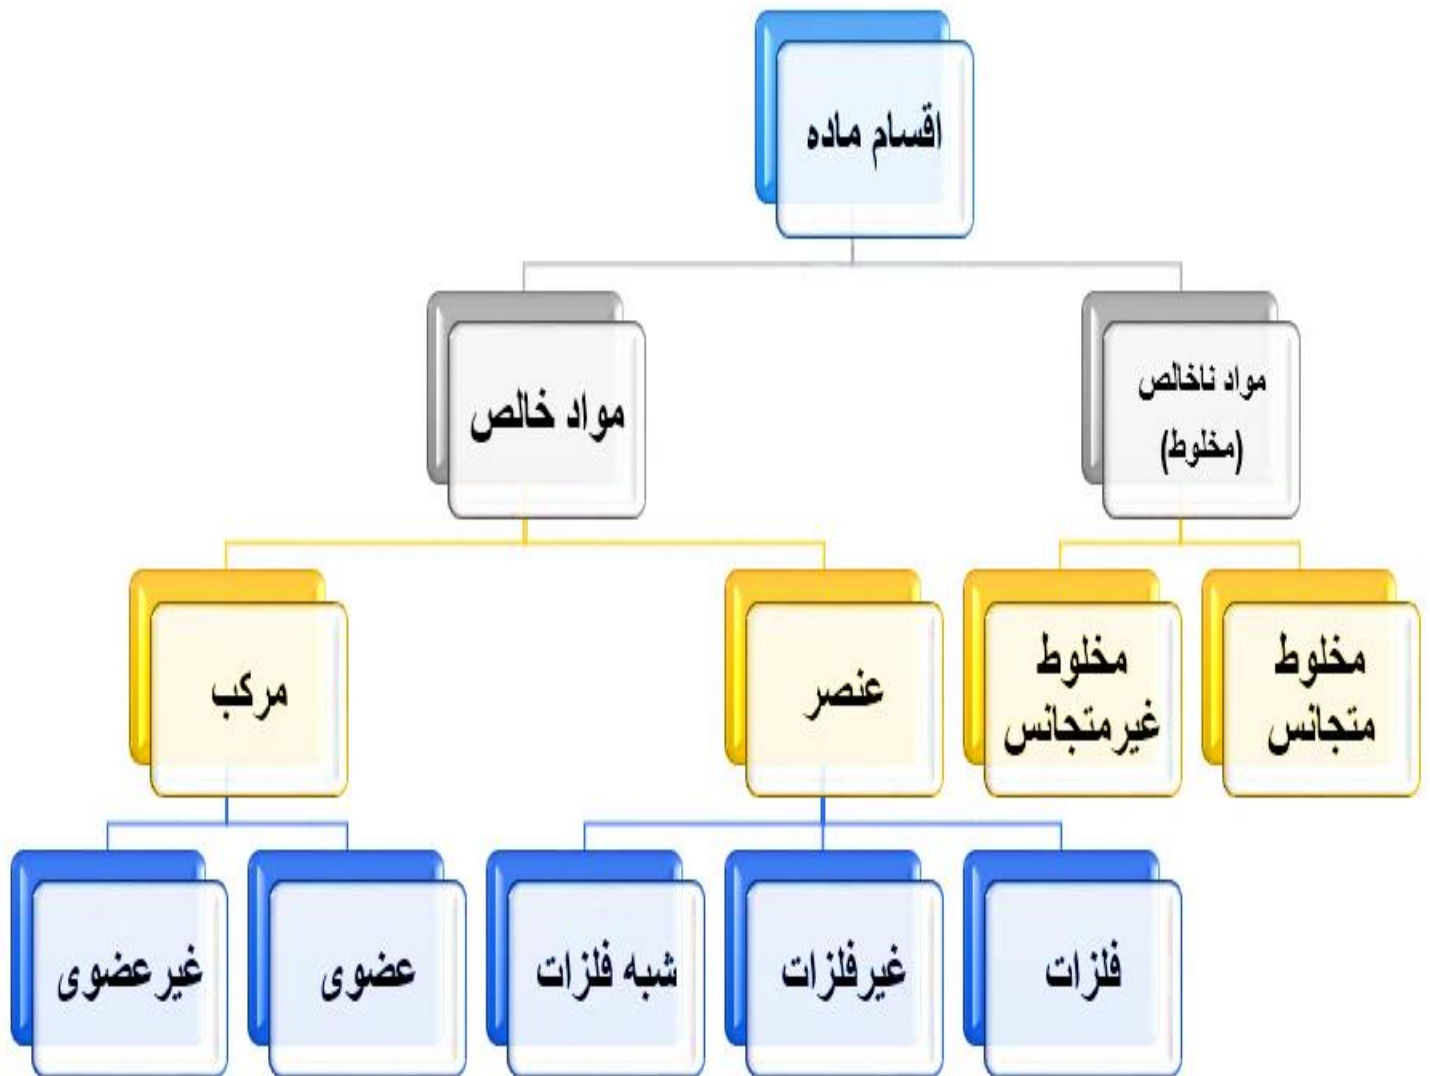 اقسام ماده
مواد ناخالص
(مخلوط)
مواد خالص
مخلوط
متجانس
مخلوط
غیرمتجانس
عنصر
مرکب
فلزات
غیرفلزات
شبه فلزات
عضوی
غیرعضوی